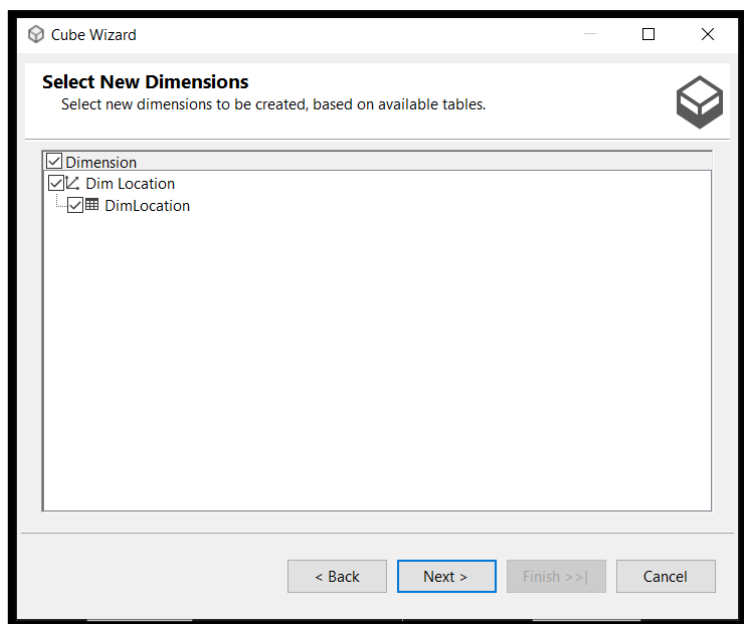 Cube Wizard
Select New Dimensions
Select new dimensions to be created, based on available tables.
Dimension
Dim Location
DimLocation
< Back
Next >
Finish >>|
Cancel